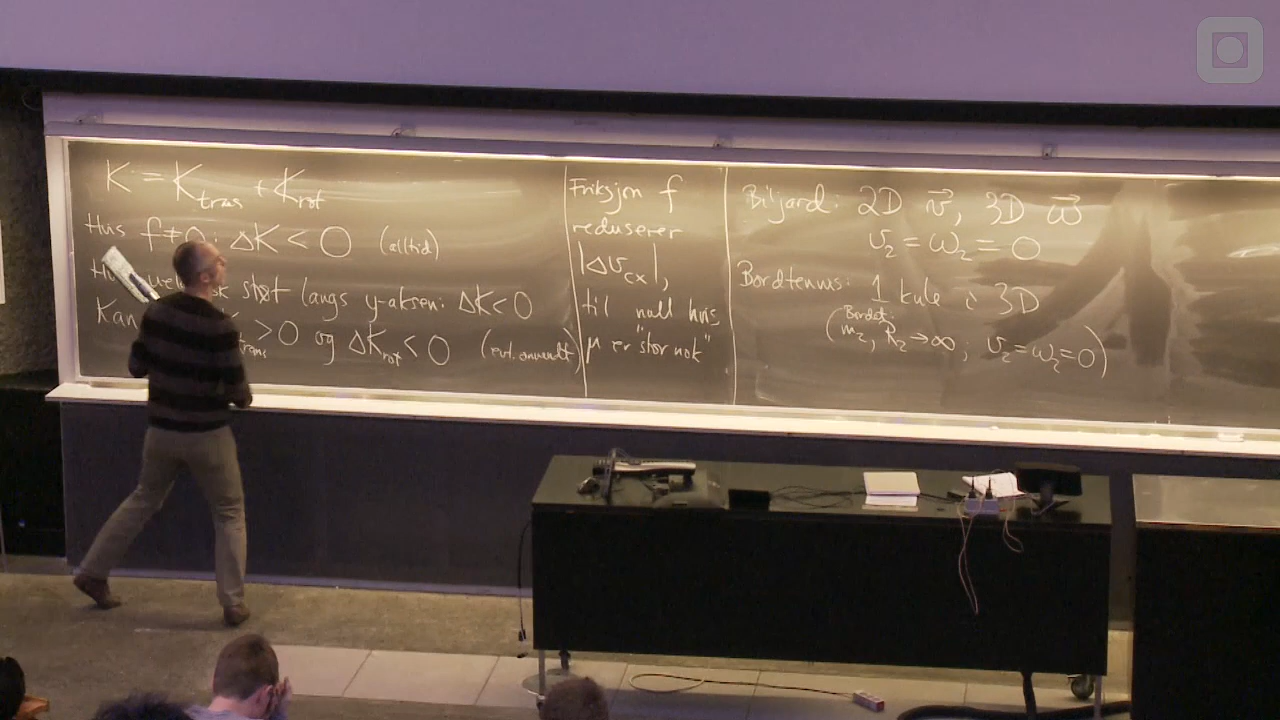 K = K_trans + K_rot
Hvis f≠0: ΔK < 0 (alltid)
støt langs y-aksen: ΔK<0
Kan >0 og ΔK_rot < 0
Friksjon f
reduserer
|Δv_cx|,
til null hvis
μ er "stor nok"
Biljard: 2D v⃗, 3D ω⃗
v_z = ω_z = 0
Bordtennis: 1 kule i 3D
(Bordet:
m_2, R_2 → ∞; v_2 = ω_2 = 0)